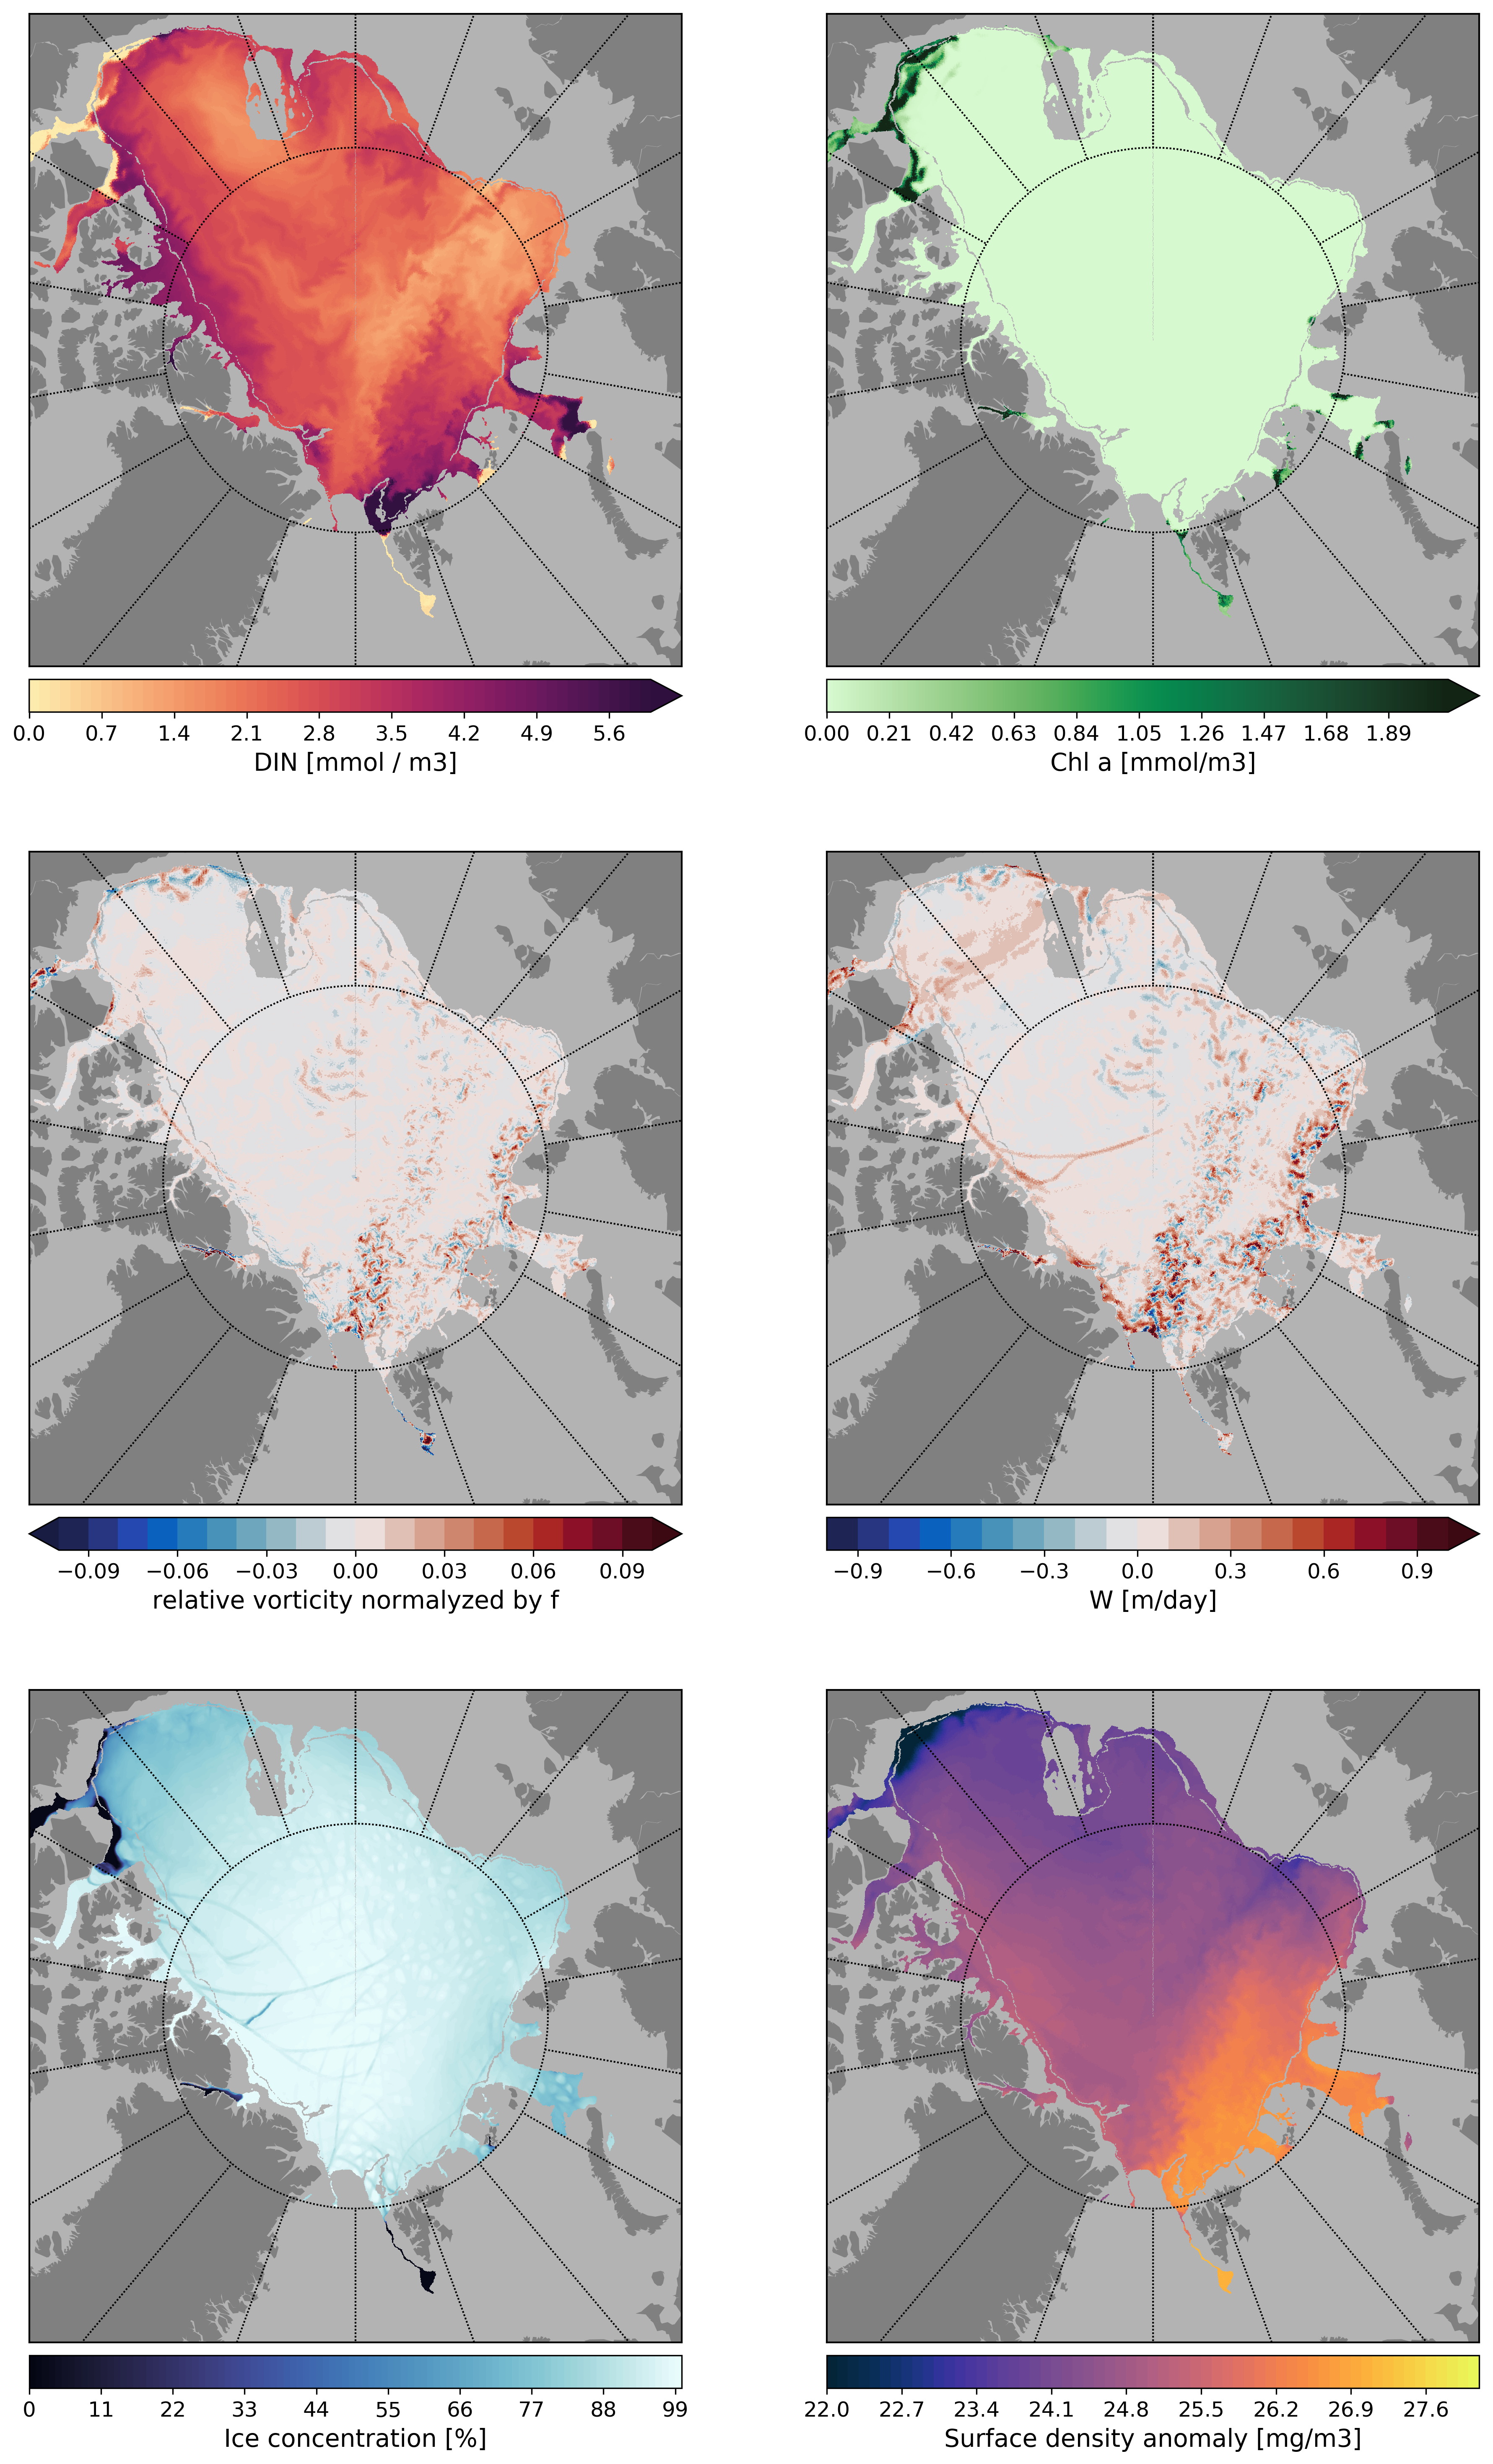 0.0 0.7 1.4 2.1 2.8 3.5 4.2 4.9 5.6
DIN [mmol / m3]
0.00 0.21 0.42 0.63 0.84 1.05 1.26 1.47 1.68 1.89
Chl a [mmol/m3]
−0.09 −0.06 −0.03 0.00 0.03 0.06 0.09
relative vorticity normalyzed by f
−0.9 −0.6 −0.3 0.0 0.3 0.6 0.9
W [m/day]
0 11 22 33 44 55 66 77 88 99
Ice concentration [%]
22.0 22.7 23.4 24.1 24.8 25.5 26.2 26.9 27.6
Surface density anomaly [mg/m3]